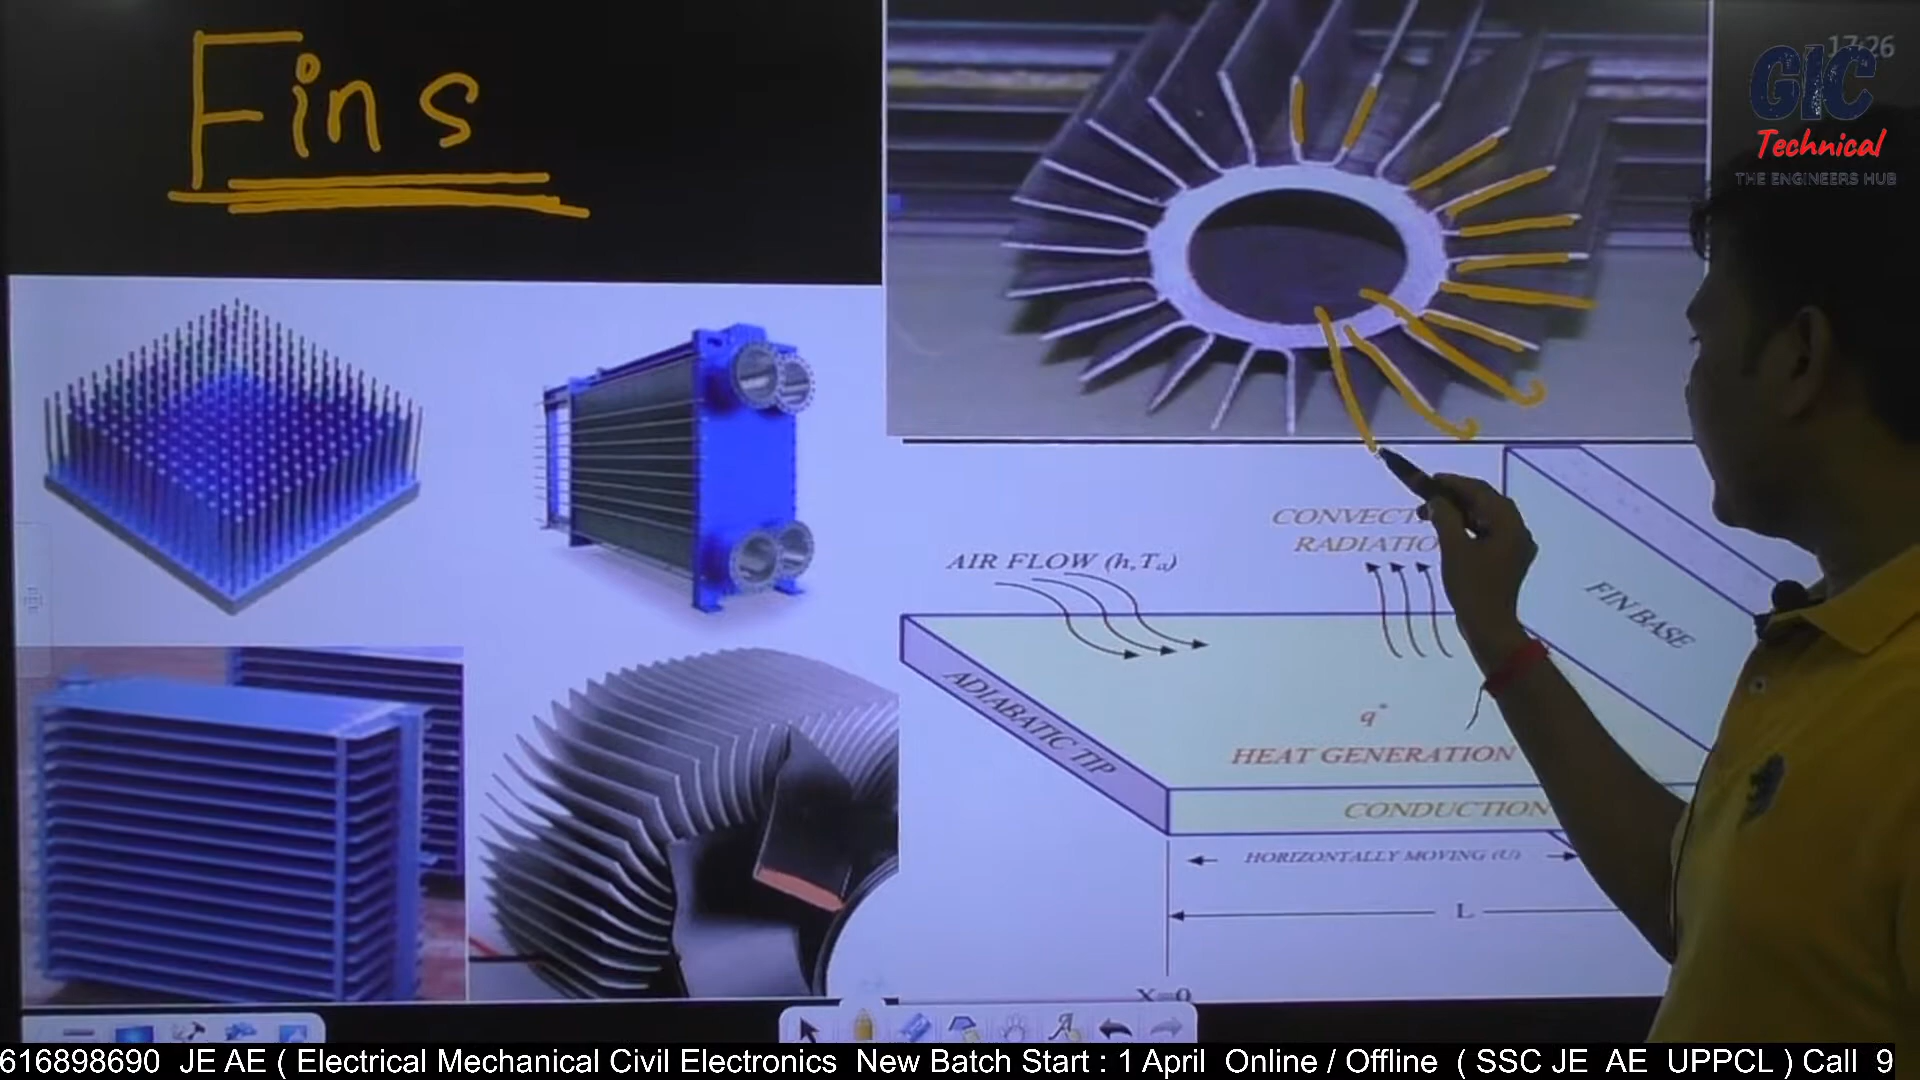 Fins
17:26
GIC
Technical
THE ENGINEERS HUB
AIR FLOW (h,Tₐ)
FIN BASE
ADIABATIC TIP
q*
HEAT GENERATION
CONDUCTION
HORIZONTALLY MOVING (U)
L
X=0
616898690 JE AE ( Electrical Mechanical Civil Electronics New Batch Start : 1 April Online / Offline ( SSC JE AE UPPCL ) Call 9